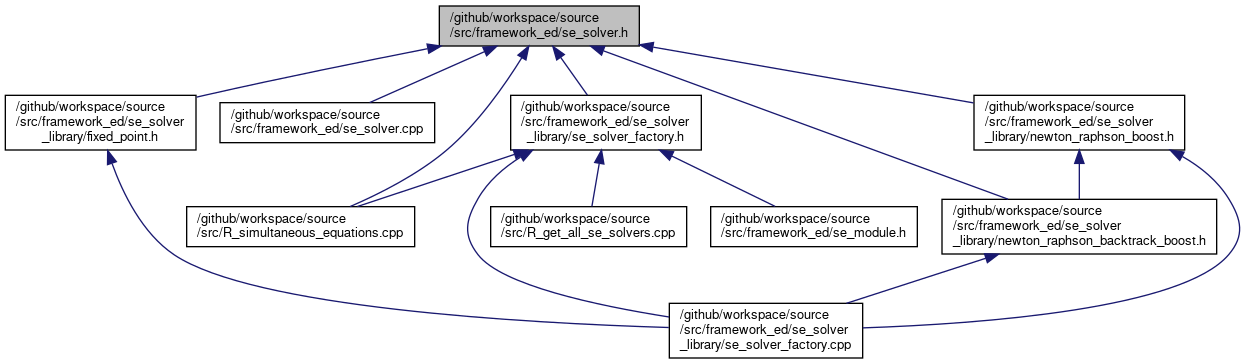 /github/workspace/source
/src/framework_ed/se_solver.h
/github/workspace/source
/src/framework_ed/se_solver
_library/fixed_point.h
/github/workspace/source
/src/framework_ed/se_solver.cpp
/github/workspace/source
/src/framework_ed/se_solver
_library/se_solver_factory.h
/github/workspace/source
/src/framework_ed/se_solver
_library/newton_raphson_boost.h
/github/workspace/source
/src/R_simultaneous_equations.cpp
/github/workspace/source
/src/R_get_all_se_solvers.cpp
/github/workspace/source
/src/framework_ed/se_module.h
/github/workspace/source
/src/framework_ed/se_solver
_library/newton_raphson_backtrack_boost.h
/github/workspace/source
/src/framework_ed/se_solver
_library/se_solver_factory.cpp